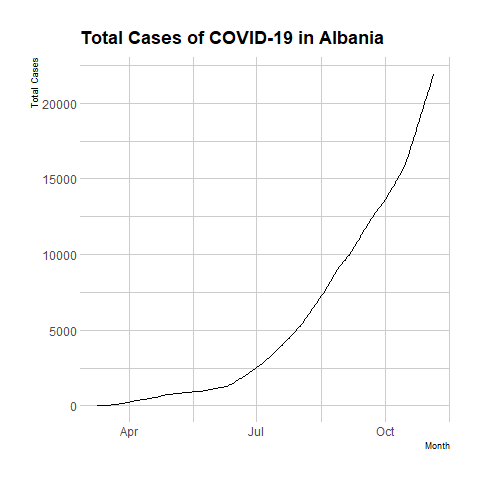 Total Cases of COVID-19 in Albania
Total Cases
20000
15000
10000
5000
0
Apr Jul Oct
Month